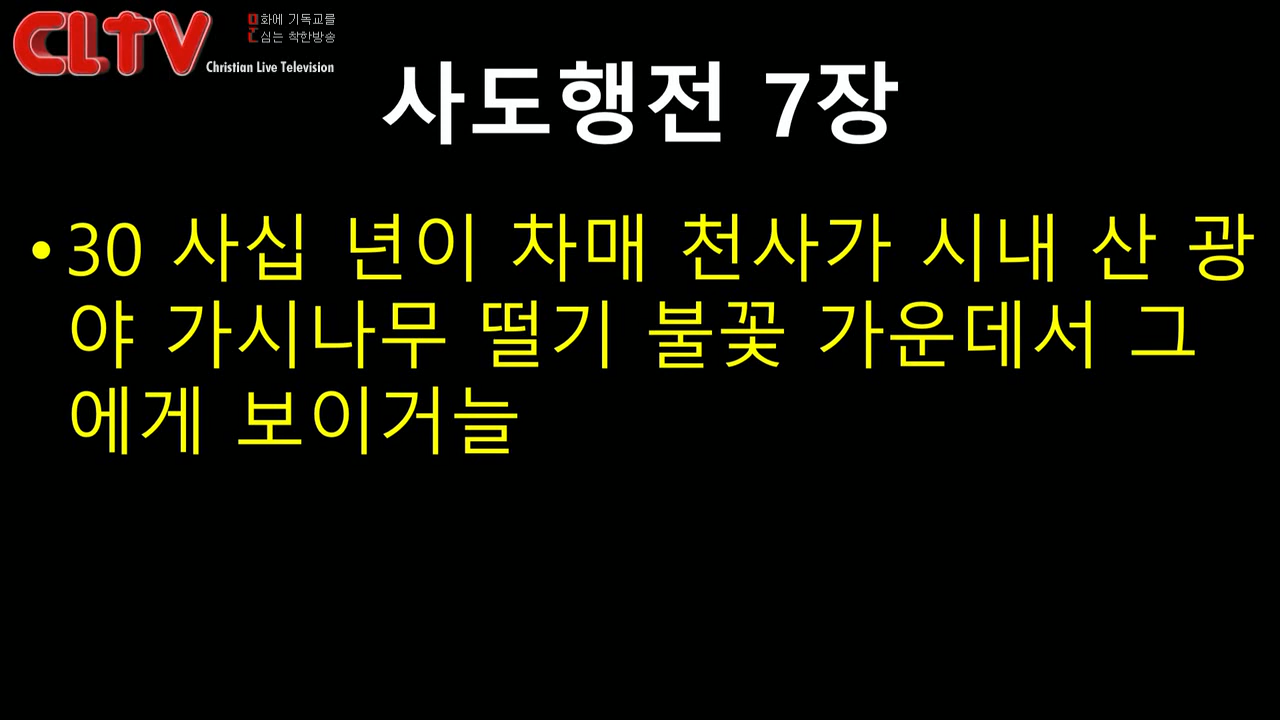 CLTV
문화에 기독교를
심는 착한방송
Christian Live Television
사도행전 7장
• 30 사십 년이 차매 천사가 시내 산 광
야 가시나무 떨기 불꽃 가운데서 그
에게 보이거늘